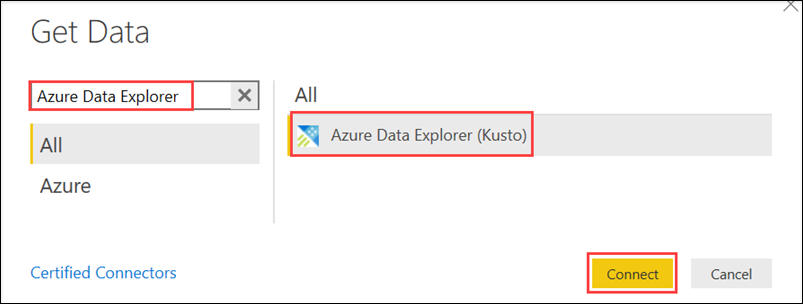 Get Data
Azure Data Explorer
All
Azure
All
Azure Data Explorer (Kusto)
Certified Connectors
Connect
Cancel